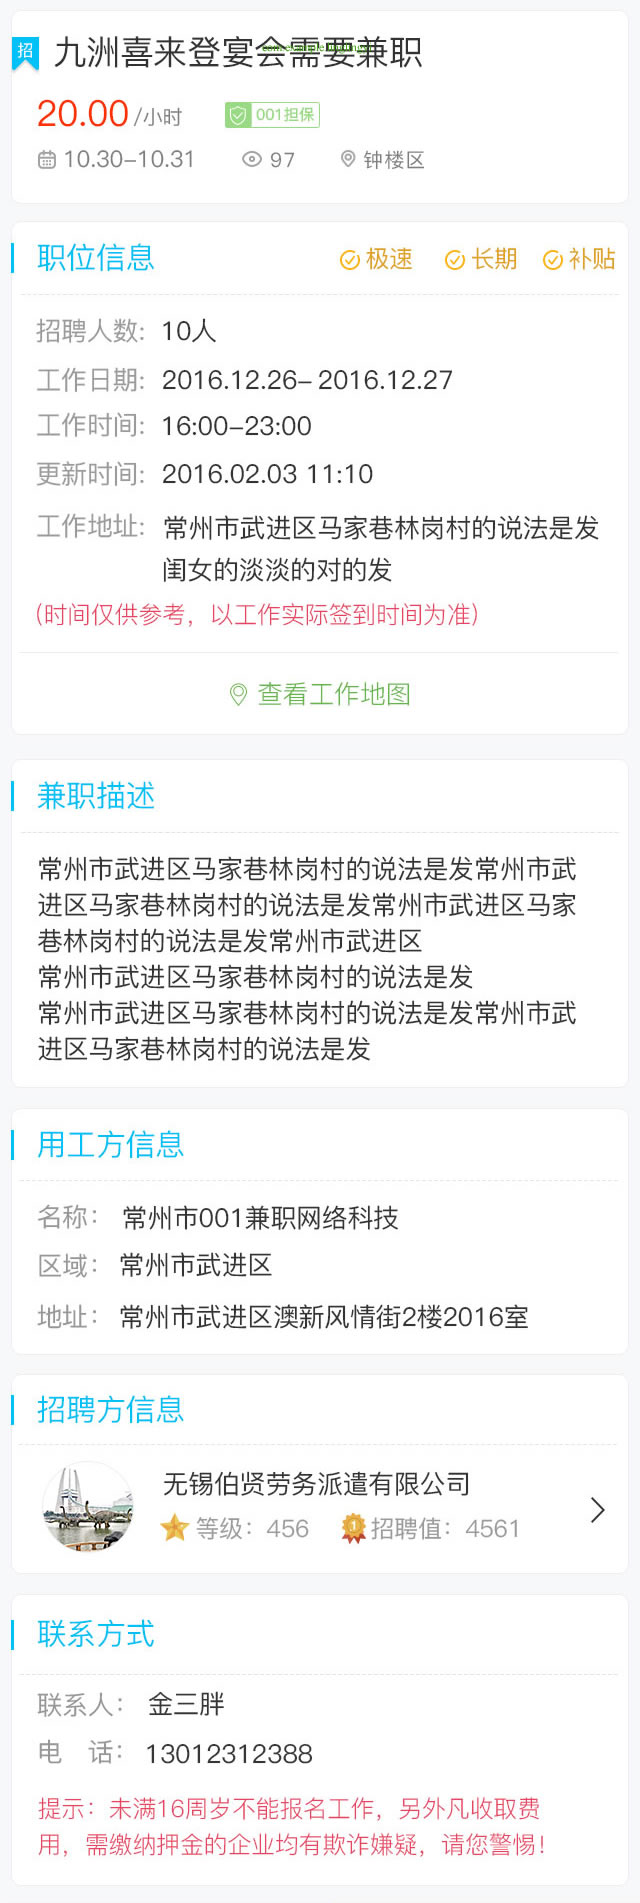 招 九洲喜来登宴会需要兼职
20.00/小时 001担保
10.30-10.31 97 钟楼区
职位信息 极速 长期 补贴
招聘人数: 10人
工作日期: 2016.12.26-2016.12.27
工作时间: 16:00-23:00
更新时间: 2016.02.03 11:10
工作地址: 常州市武进区马家巷林岗村的说法是发
闺女的淡淡的对的发
(时间仅供参考，以工作实际签到时间为准)
查看工作地图
兼职描述
常州市武进区马家巷林岗村的说法是发常州市武
进区马家巷林岗村的说法是发常州市武进区马家
巷林岗村的说法是发常州市武进区
常州市武进区马家巷林岗村的说法是发
常州市武进区马家巷林岗村的说法是发常州市武
进区马家巷林岗村的说法是发
用工方信息
名称： 常州市001兼职网络科技
区域： 常州市武进区
地址： 常州市武进区澳新风情街2楼2016室
招聘方信息
无锡伯贤劳务派遣有限公司
等级：456 1 招聘值：4561
联系方式
联系人： 金三胖
电 话： 13012312388
提示：未满16周岁不能报名工作，另外凡收取费
用，需缴纳押金的企业均有欺诈嫌疑，请您警惕！